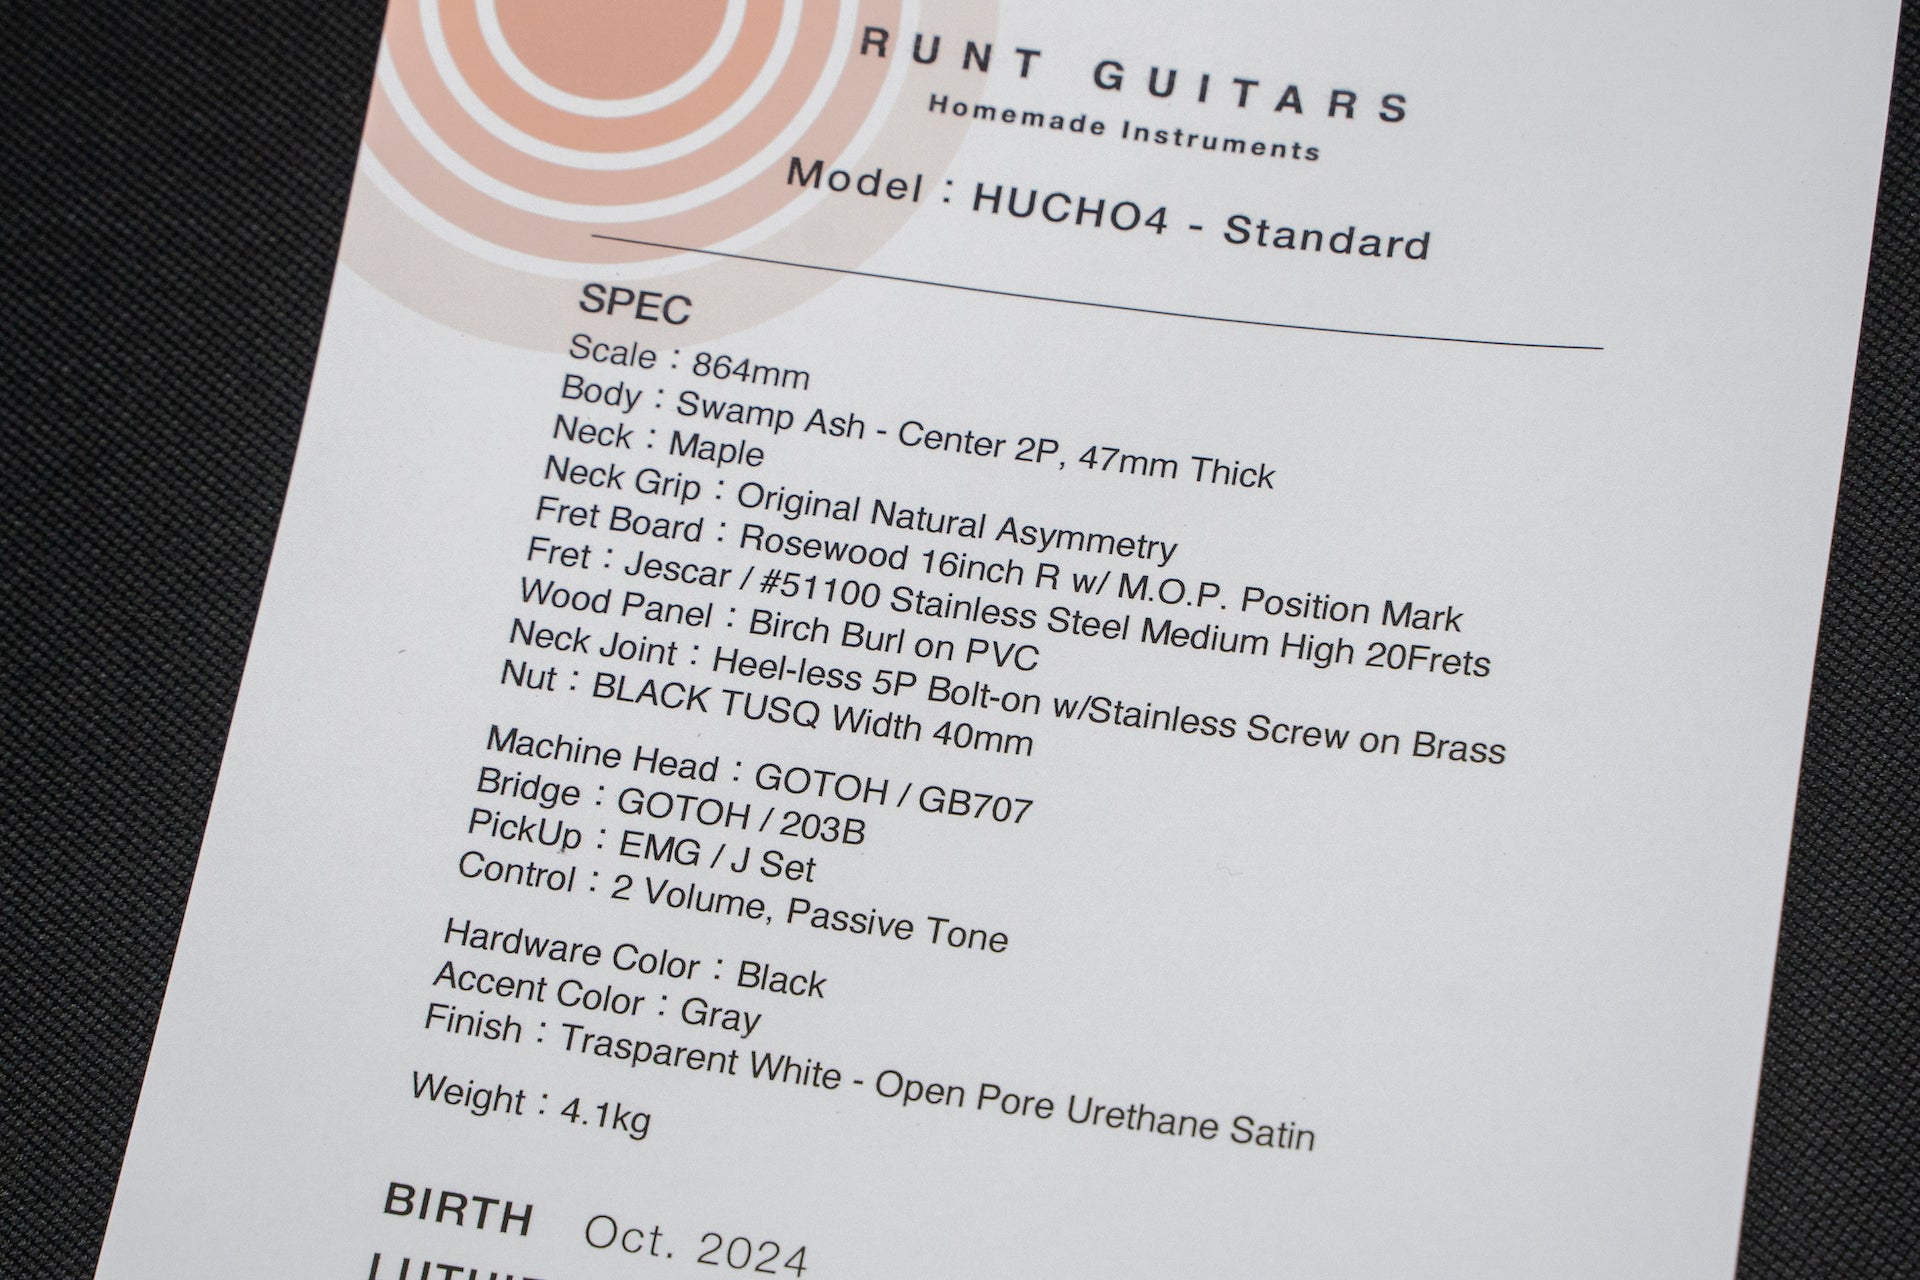 RUNT GUITARS
Homemade Instruments
Model : HUCHO4 - Standard
SPEC
Scale : 864mm
Body : Swamp Ash - Center 2P, 47mm Thick
Neck : Maple
Neck Grip : Original Natural Asymmetry
Fret Board : Rosewood 16inch R w/ M.O.P. Position Mark
Fret : Jescar / #51100 Stainless Steel Medium High 20Frets
Wood Panel : Birch Burl on PVC
Neck Joint : Heel-less 5P Bolt-on w/Stainless Screw on Brass
Nut : BLACK TUSQ Width 40mm
Machine Head : GOTOH / GB707
Bridge : GOTOH / 203B
PickUp : EMG / J Set
Control : 2 Volume, Passive Tone
Hardware Color : Black
Accent Color : Gray
Finish : Trasparent White - Open Pore Urethane Satin
Weight : 4.1kg
BIRTH Oct. 2024